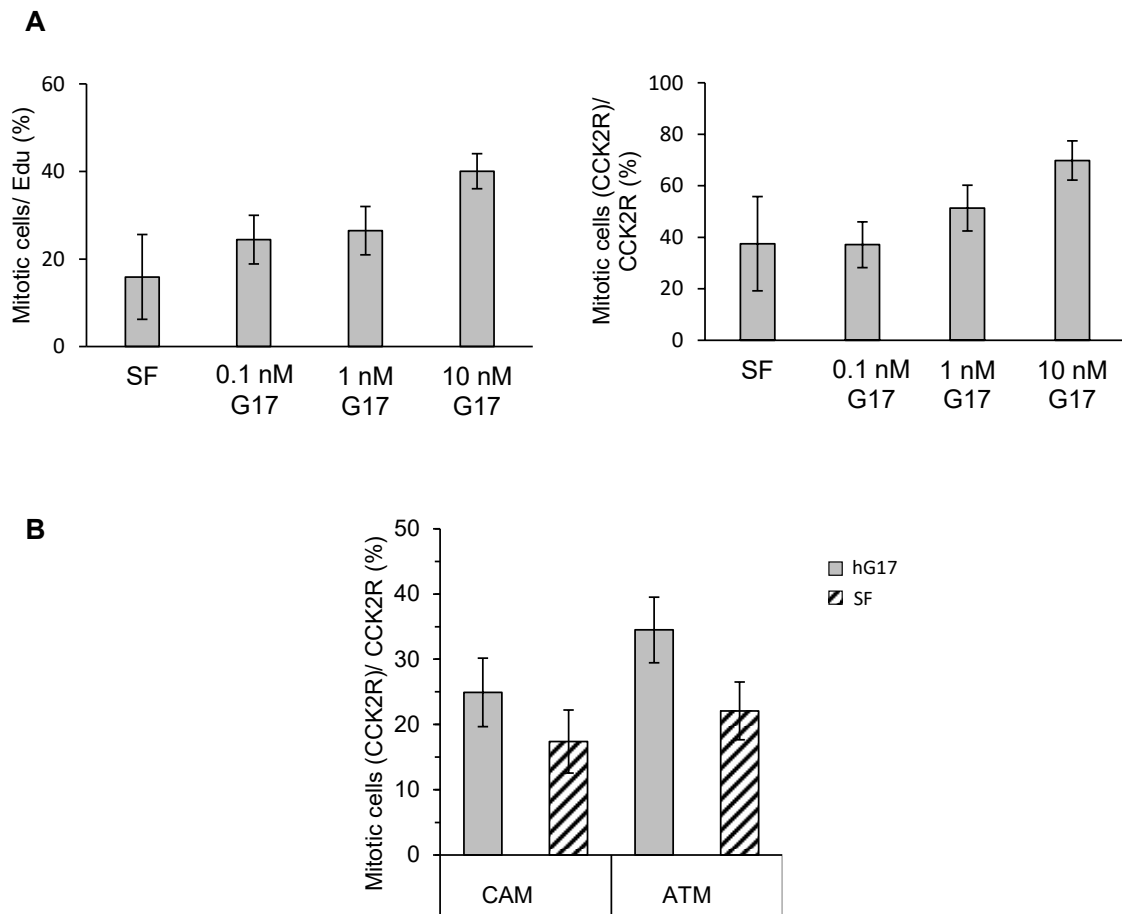 A
Mitotic cells/ Edu (%)
60
40
20
0
SF
0.1 nM
G17
1 nM
G17
10 nM
G17
Mitotic cells (CCK2R)/
CCK2R (%)
100
80
60
40
20
0
SF
0.1 nM
G17
1 nM
G17
10 nM
G17
B
Mitotic cells (CCK2R)/ CCK2R (%)
50
40
30
20
10
0
CAM
ATM
hG17
SF